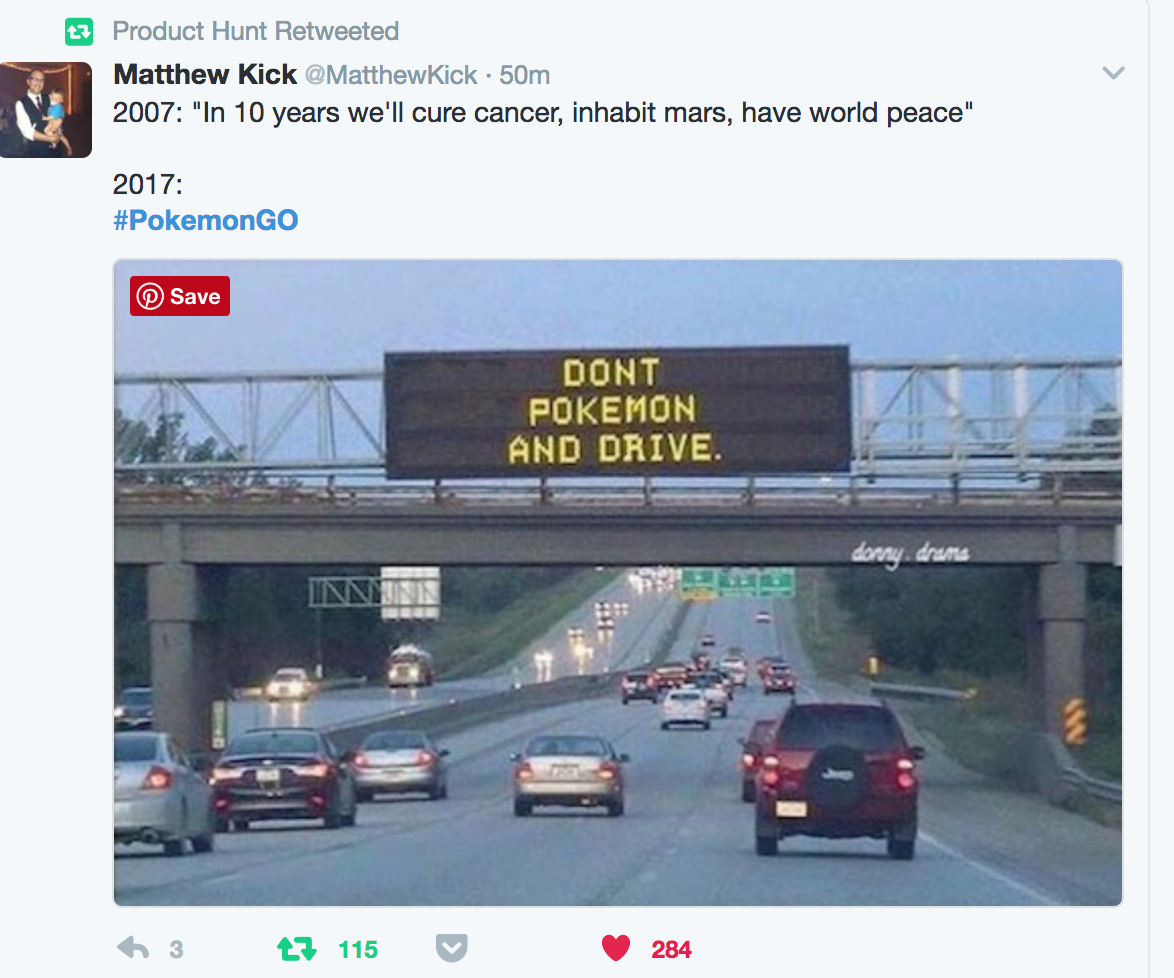 Product Hunt Retweeted
Matthew Kick @MatthewKick · 50m
2007: "In 10 years we'll cure cancer, inhabit mars, have world peace"
2017:
#PokemonGO
Save
DONT
POKEMON
AND DRIVE.
donny.drama
Jeep
3 115 284